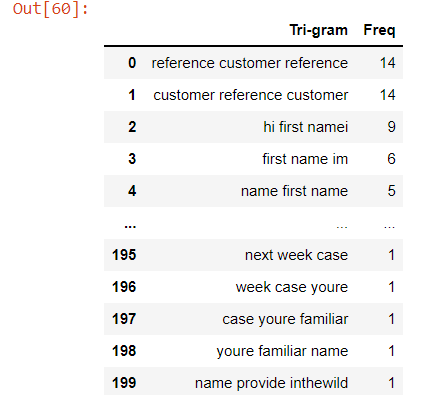 Out[60]:
Tri-gram Freq
0 reference customer reference 14
1 customer reference customer 14
2 hi first namei 9
3 first name im 6
4 name first name 5
... ... ...
195 next week case 1
196 week case youre 1
197 case youre familiar 1
198 youre familiar name 1
199 name provide inthewild 1